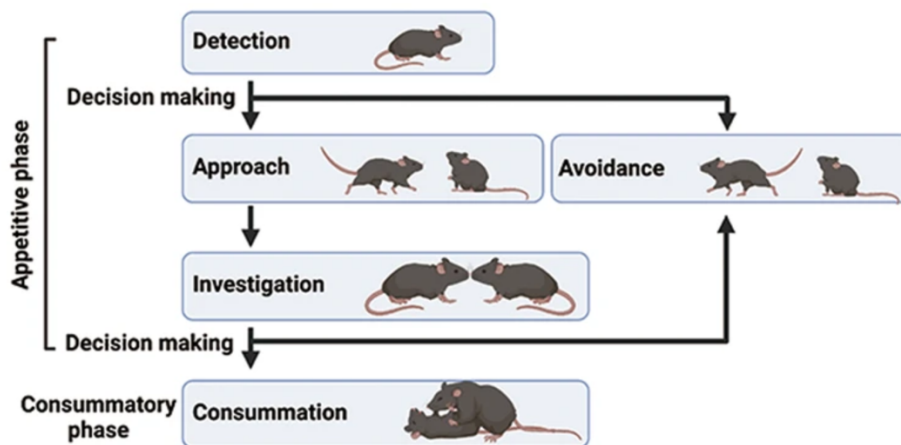 Detection
Decision making
Approach
Avoidance
Appetitive phase
Investigation
Decision making
Consummatory
phase
Consummation